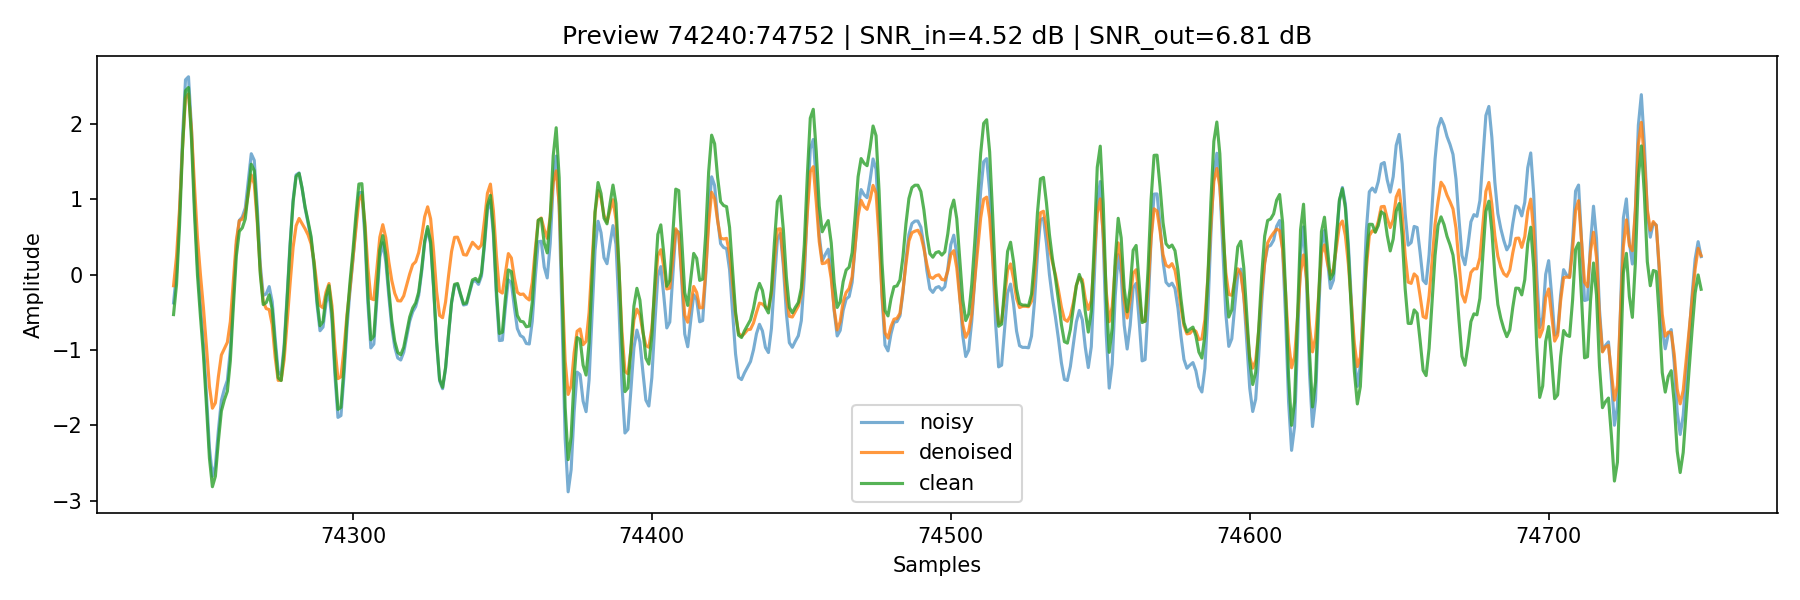 Preview 74240:74752 | SNR_in=4.52 dB | SNR_out=6.81 dB
Amplitude
2
1
0
−1
−2
−3
noisy
denoised
clean
74300 74400 74500 74600 74700
Samples